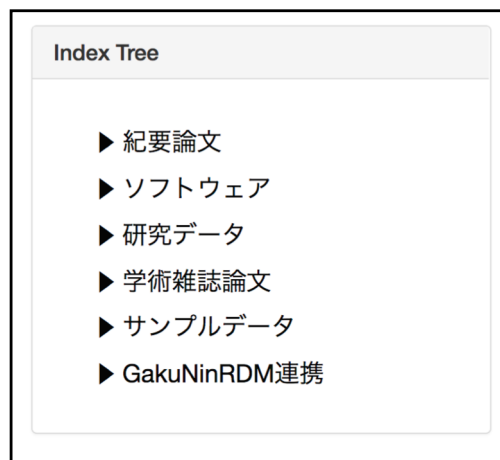 Index Tree
▶ 紀要論文
▶ ソフトウェア
▶ 研究データ
▶ 学術雑誌論文
▶ サンプルデータ
▶ GakuNinRDM連携